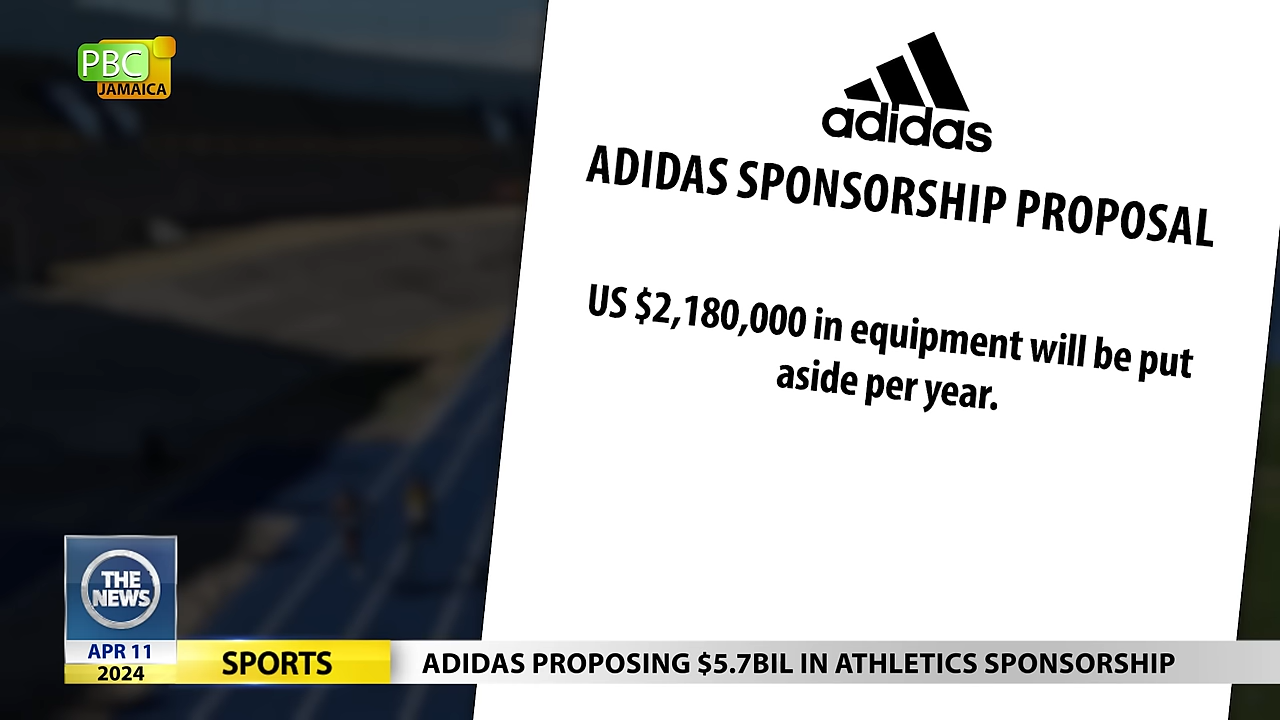 PBC
JAMAICA
adidas
ADIDAS SPONSORSHIP PROPOSAL
US $2,180,000 in equipment will be put
aside per year.
THE
NEWS
APR 11
2024
SPORTS
ADIDAS PROPOSING $5.7BIL IN ATHLETICS SPONSORSHIP